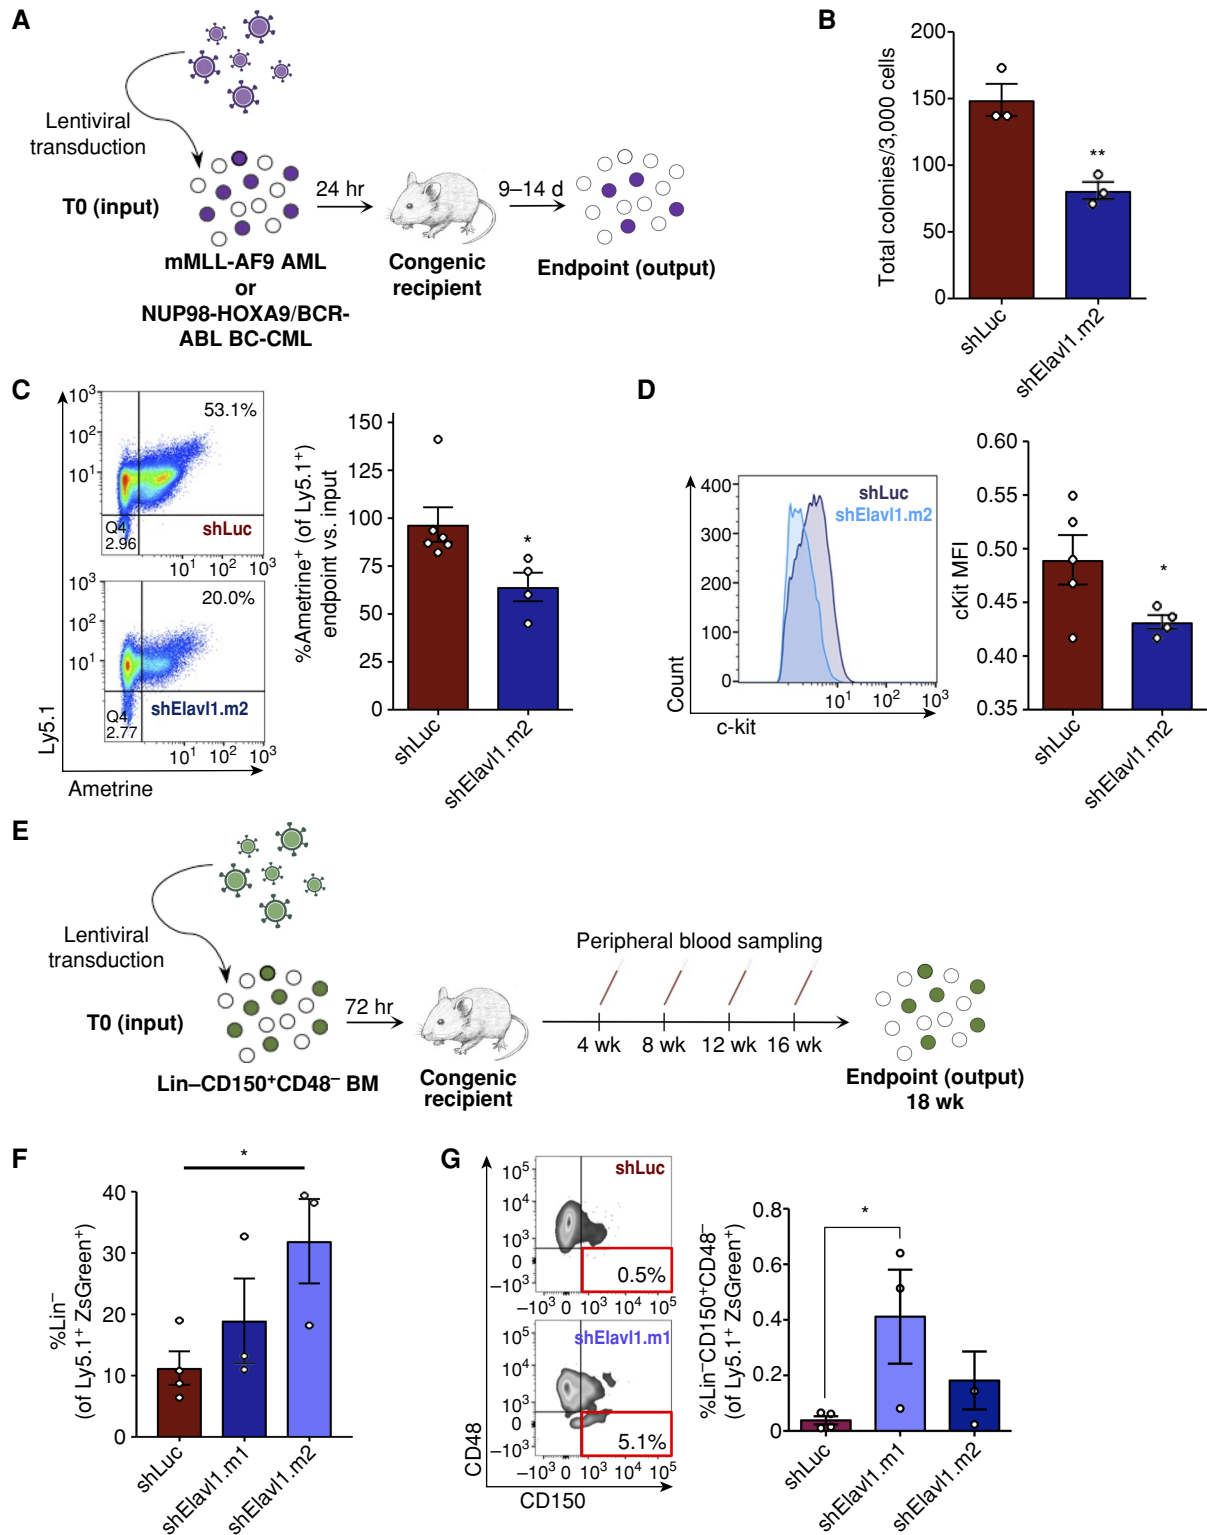 A
Lentiviral
transduction
T0 (input)
24 hr
9–14 d
mMLL-AF9 AML
or
NUP98-HOXA9/BCR-
ABL BC-CML
Congenic
recipient
Endpoint (output)
B
Total colonies/3,000 cells
200
150
100
50
0
**
shLuc
shElavl1.m2
C
10³
10²
10¹
53.1%
Q4
2.96
shLuc
10¹ 10² 10³
10³
10²
10¹
20.0%
Q4
2.77
shElavl1.m2
10¹ 10² 10³
Ly5.1
Ametrine
%Ametrine⁺ (of Ly5.1⁺)
endpoint vs. input
150
125
100
75
50
25
0
*
shLuc
shElavl1.m2
D
400
300
200
100
0
shLuc
shElavl1.m2
10¹ 10² 10³
Count
c-kit
cKit MFI
0.60
0.55
0.50
0.45
0.40
0.35
*
shLuc
shElavl1.m2
E
Lentiviral
transduction
T0 (input)
72 hr
Lin–CD150⁺CD48⁻ BM
Congenic
recipient
Peripheral blood sampling
4 wk 8 wk 12 wk 16 wk
Endpoint (output)
18 wk
F
%Lin⁻
(of Ly5.1⁺ ZsGreen⁺)
40
30
20
10
0
*
shLuc
shElavl1.m1
shElavl1.m2
G
10⁵
10⁴
10³
0
−10³
shLuc
0.5%
−10³ 0 10³ 10⁴ 10⁵
10⁵
10⁴
10³
0
−10³
shElavl1.m1
5.1%
−10³ 0 10³ 10⁴ 10⁵
CD48
CD150
%Lin⁻CD150⁺CD48⁻
(of Ly5.1⁺ ZsGreen⁺)
0.8
0.6
0.4
0.2
0
*
shLuc
shElavl1.m1
shElavl1.m2